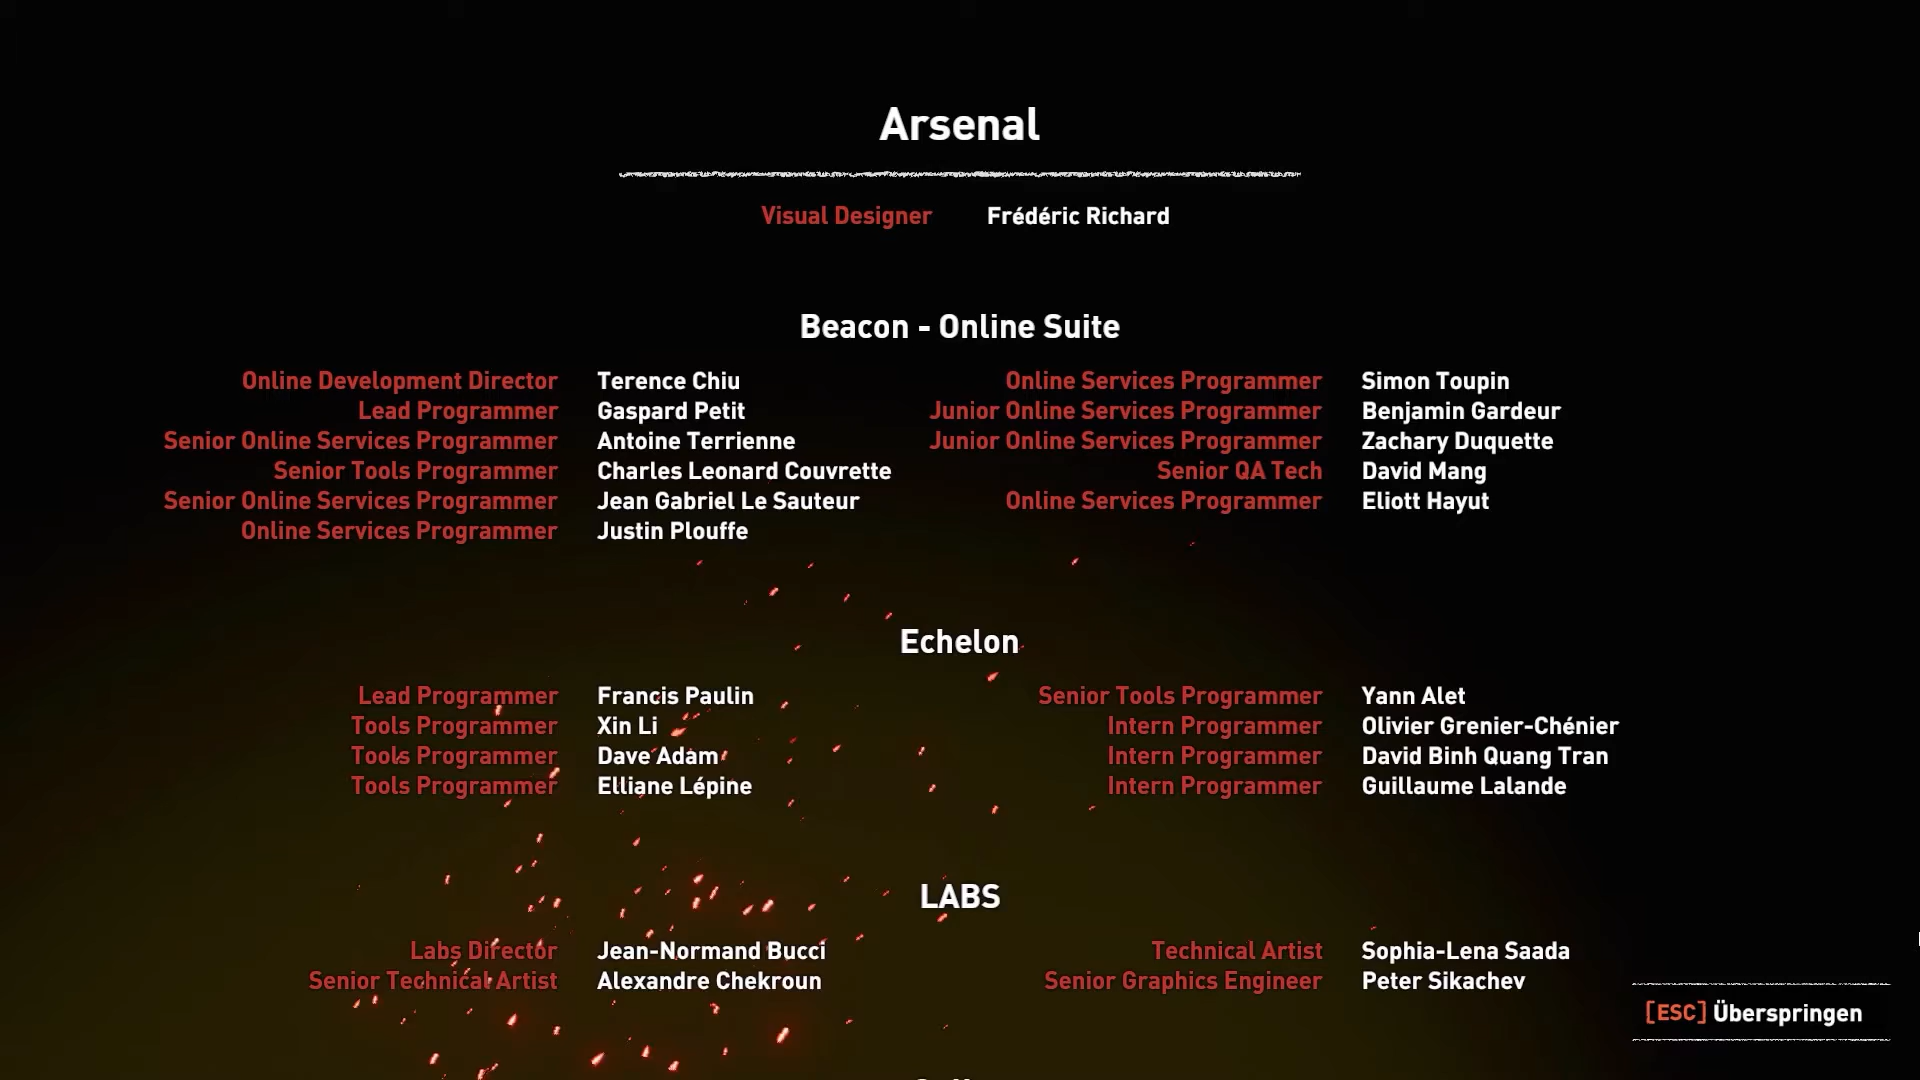 Arsenal
Visual Designer Frédéric Richard
Beacon - Online Suite
Online Development Director Terence Chiu Online Services Programmer Simon Toupin
Lead Programmer Gaspard Petit Junior Online Services Programmer Benjamin Gardeur
Senior Online Services Programmer Antoine Terrienne Junior Online Services Programmer Zachary Duquette
Senior Tools Programmer Charles Leonard Couvrette Senior QA Tech David Mang
Senior Online Services Programmer Jean Gabriel Le Sauteur Online Services Programmer Eliott Hayut
Online Services Programmer Justin Plouffe
Echelon
Lead Programmer Francis Paulin Senior Tools Programmer Yann Alet
Tools Programmer Xin Li Intern Programmer Olivier Grenier-Chénier
Tools Programmer Dave Adam Intern Programmer David Binh Quang Tran
Tools Programmer Elliane Lépine Intern Programmer Guillaume Lalande
LABS
Labs Director Jean-Normand Bucci Technical Artist Sophia-Lena Saada
Senior Technical Artist Alexandre Chekroun Senior Graphics Engineer Peter Sikachev
[ESC] Überspringen